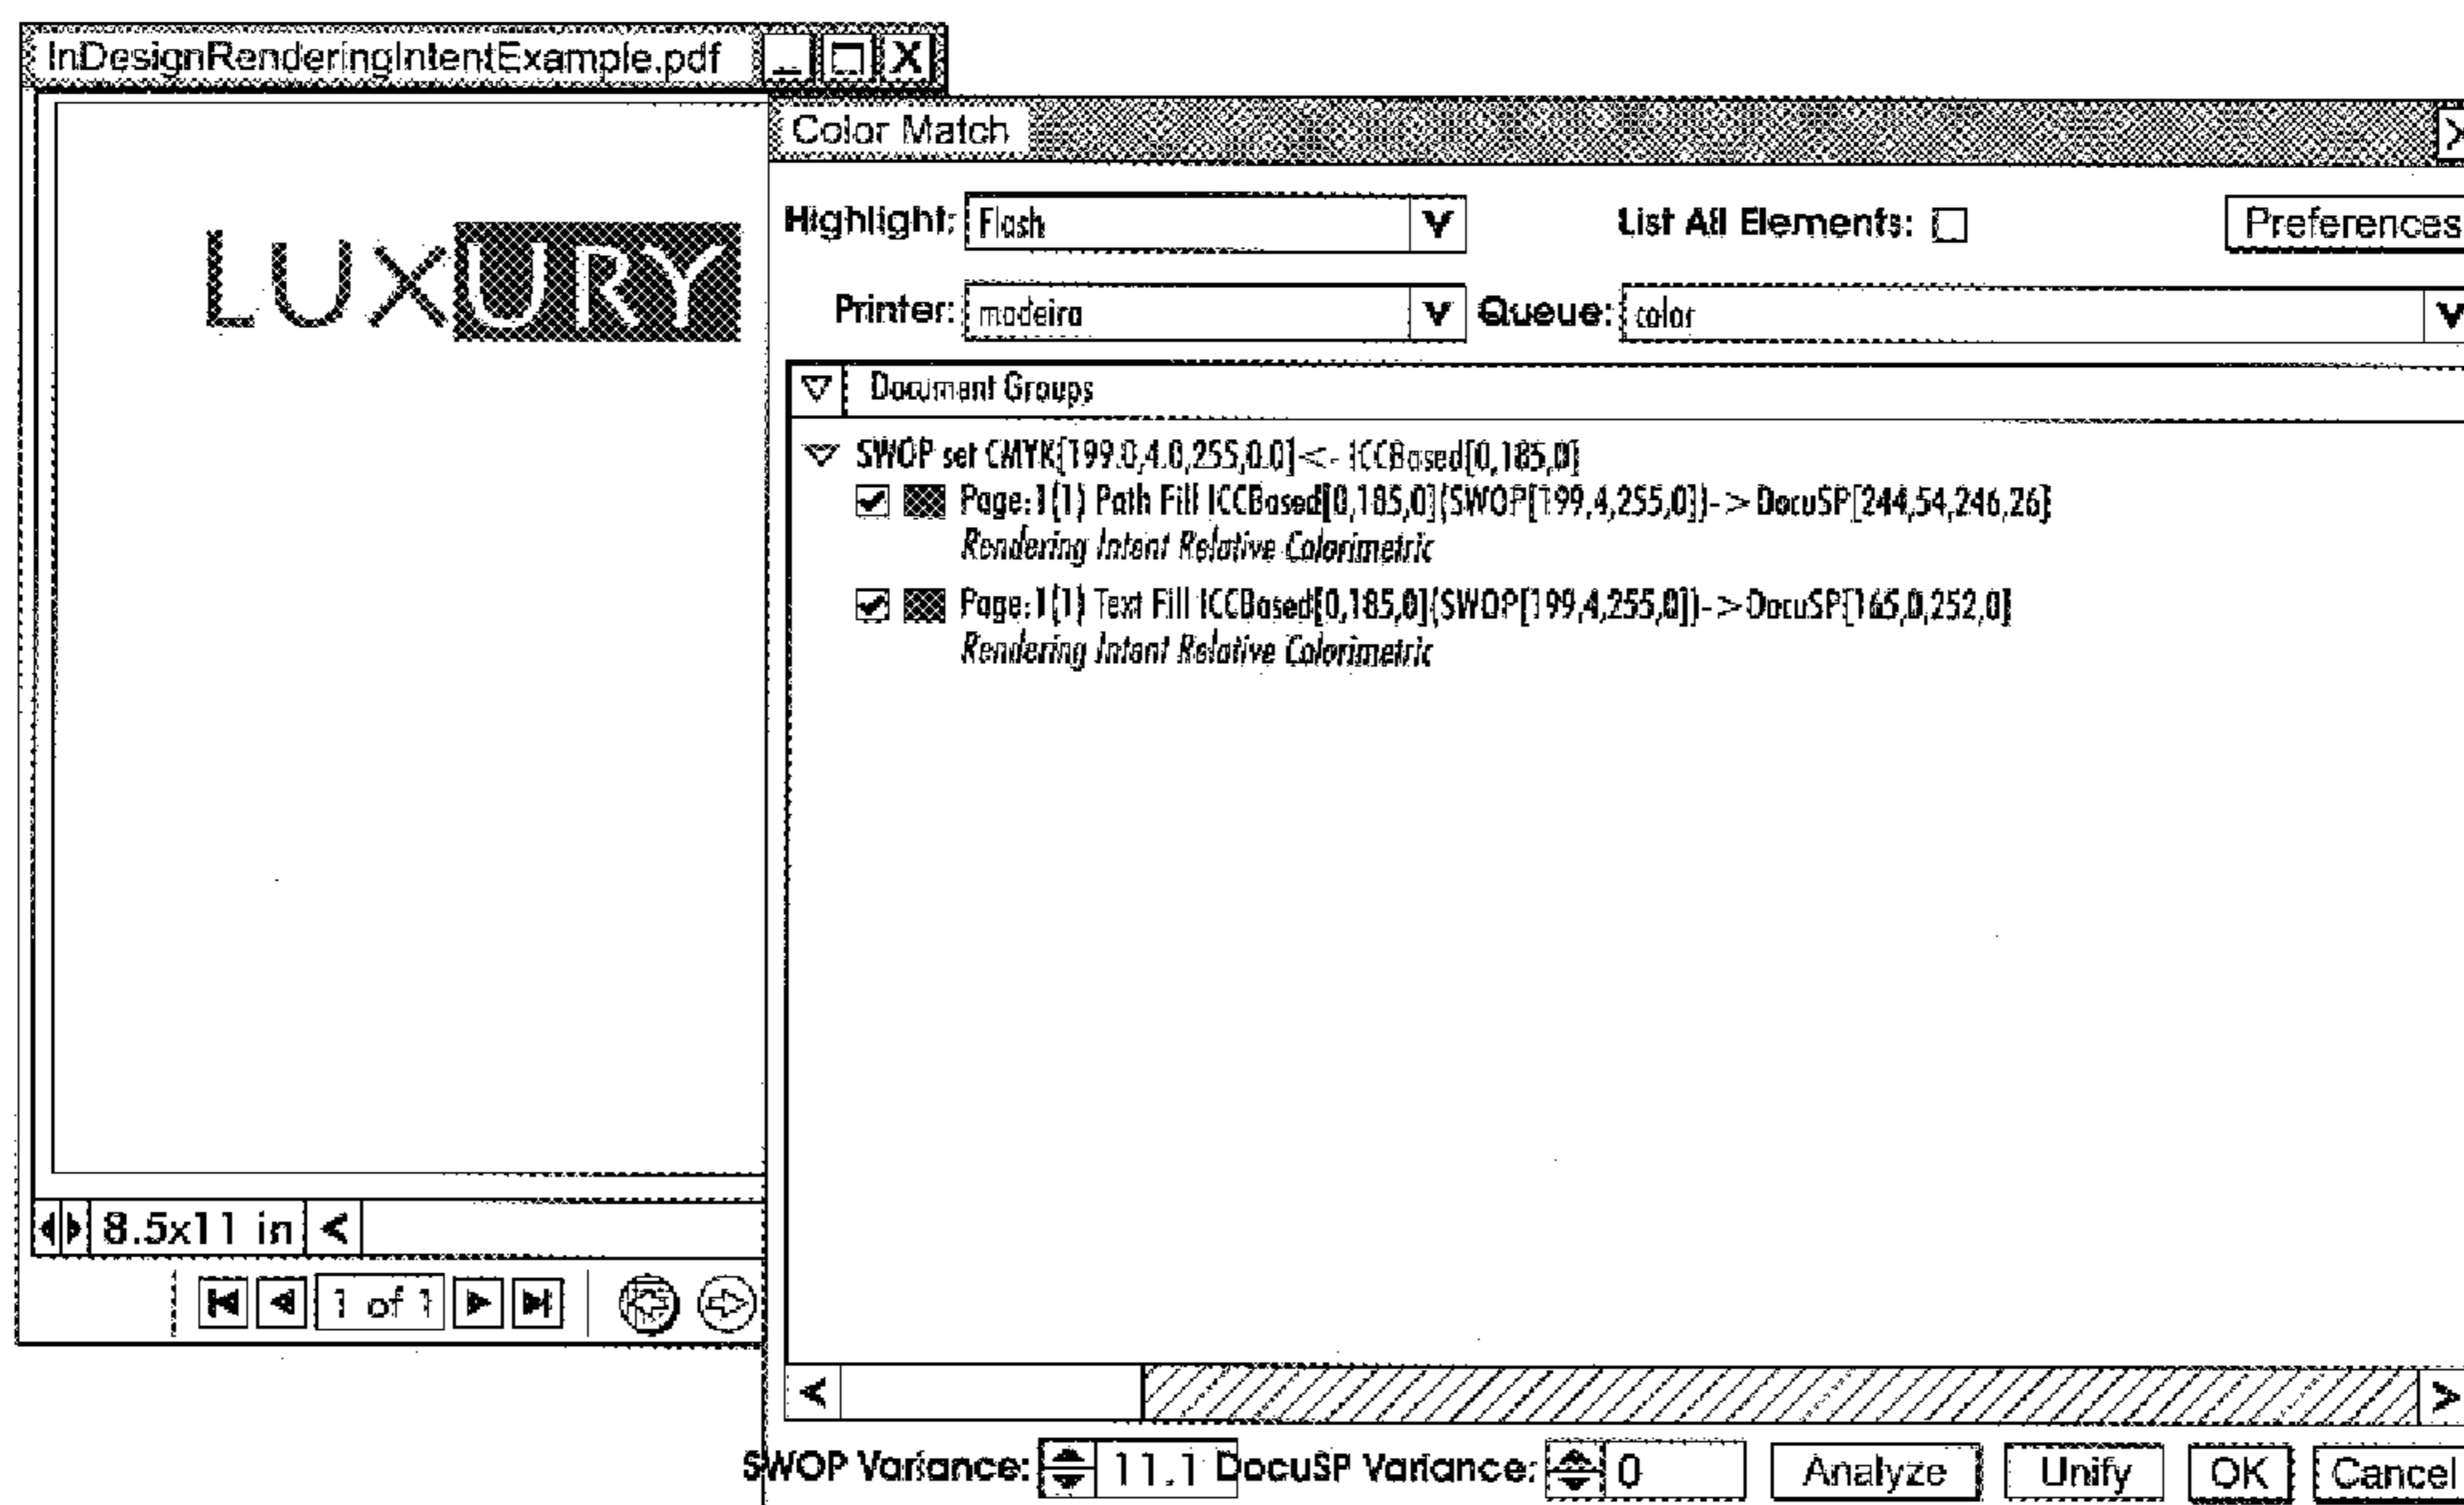 InDesignRenderingIntentExample.pdf
LUXURY
8.5x11 in
1 of 1
Color Match
Highlight: Flash
List All Elements:
Preferences
Printer: madeira
Queue: color
Document Groups
SWOP set CMYK[199.0,4.0,255,0.0]<- ICCBased[0,185,0]
Page:1(1) Path Fill ICCBased[0,185,0](SWOP[199,4,255,0])->DocuSP[244,54,246,26]
Rendering Intent Relative Colorimetric
Page:1(1) Text Fill ICCBased[0,185,0](SWOP[199,4,255,0])->DocuSP[165,0,252,0]
Rendering Intent Relative Colorimetric
SWOP Variance: 11.1 DocuSP Variance: 0 Analyze Unify OK Cancel